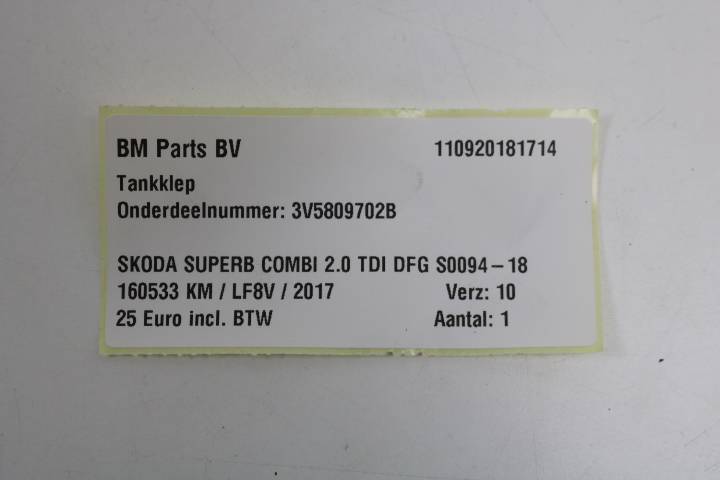 BM Parts BV 110920181714
Tankklep
Onderdeelnummer: 3V5809702B
SKODA SUPERB COMBI 2.0 TDI DFG S0094-18
160533 KM / LF8V / 2017 Verz: 10
25 Euro incl. BTW Aantal: 1